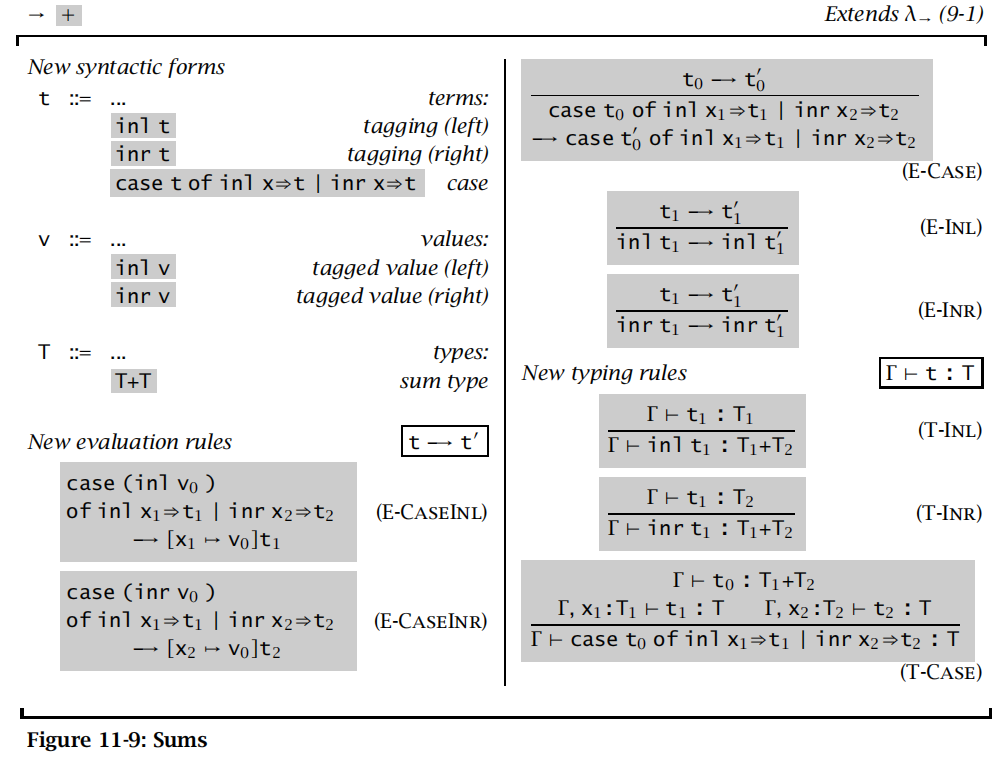 → + Extends λ→ (9-1)
New syntactic forms
t ::= ... terms:
inl t tagging (left)
inr t tagging (right)
case t of inl x⇒t | inr x⇒t case
v ::= ... values:
inl v tagged value (left)
inr v tagged value (right)
T ::= ... types:
T+T sum type
New evaluation rules t ⟶ t′
case (inl v₀ )
of inl x₁⇒t₁ | inr x₂⇒t₂ (E-CASEINL)
⟶ [x₁ ↦ v₀]t₁
case (inr v₀ )
of inl x₁⇒t₁ | inr x₂⇒t₂ (E-CASEINR)
⟶ [x₂ ↦ v₀]t₂
t₀ ⟶ t₀′
case t₀ of inl x₁⇒t₁ | inr x₂⇒t₂
⟶ case t₀′ of inl x₁⇒t₁ | inr x₂⇒t₂
(E-CASE)
t₁ ⟶ t₁′
inl t₁ ⟶ inl t₁′ (E-INL)
t₁ ⟶ t₁′
inr t₁ ⟶ inr t₁′ (E-INR)
New typing rules Γ ⊢ t : T
Γ ⊢ t₁ : T₁
Γ ⊢ inl t₁ : T₁+T₂ (T-INL)
Γ ⊢ t₁ : T₂
Γ ⊢ inr t₁ : T₁+T₂ (T-INR)
Γ ⊢ t₀ : T₁+T₂
Γ, x₁:T₁ ⊢ t₁ : T Γ, x₂:T₂ ⊢ t₂ : T
Γ ⊢ case t₀ of inl x₁⇒t₁ | inr x₂⇒t₂ : T
(T-CASE)
Figure 11-9: Sums